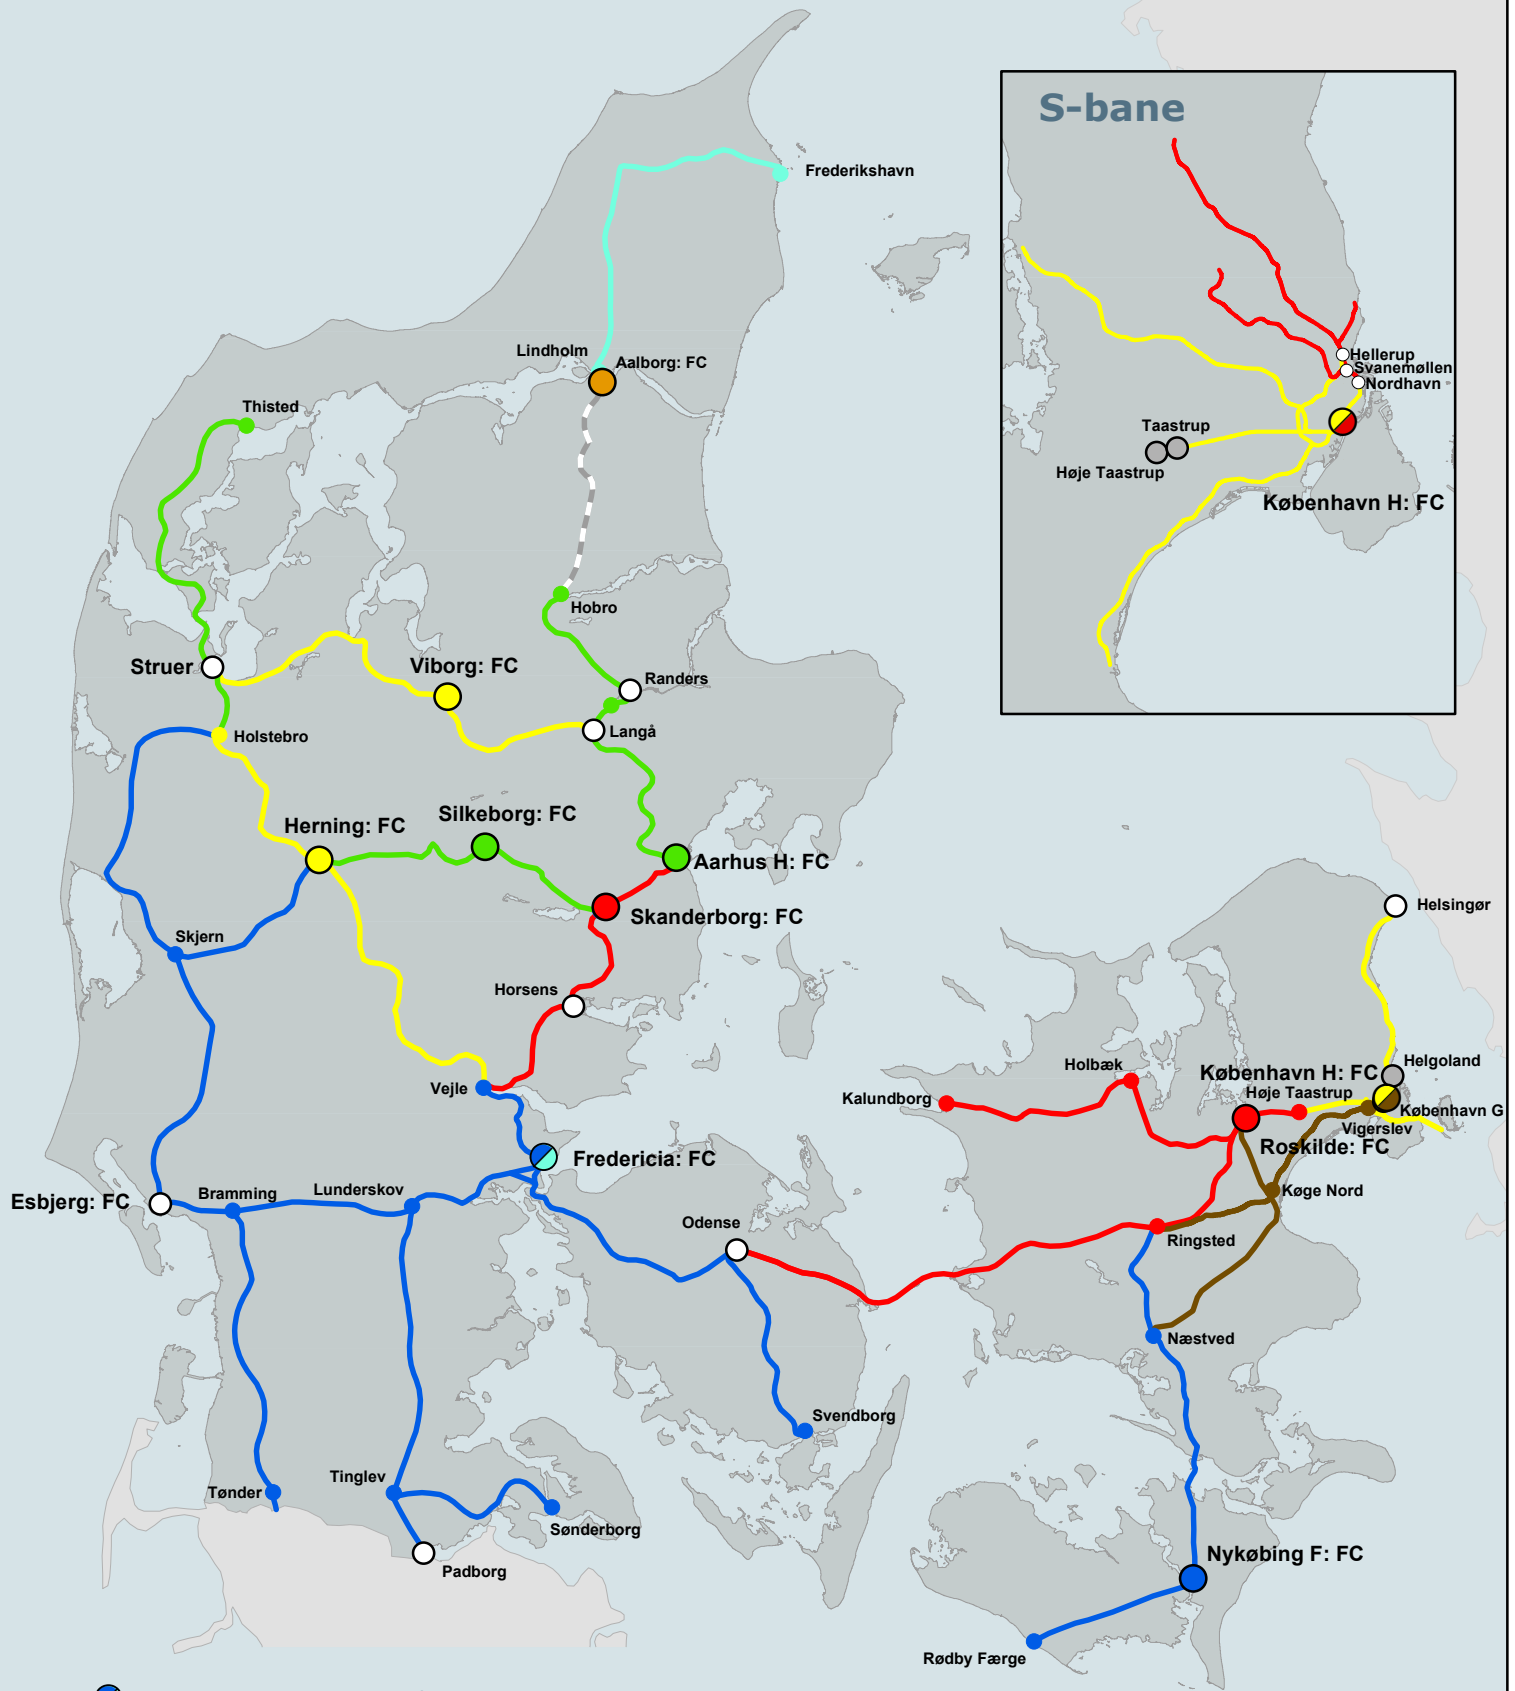 S-bane
Frederikshavn
Lindholm
Aalborg: FC
Hellerup
Svanemøllen
Nordhavn
Thisted
Taastrup
Høje Taastrup
København H: FC
Hobro
Struer
Viborg: FC
Randers
Holstebro
Langå
Silkeborg: FC
Herning: FC
Aarhus H: FC
Skanderborg: FC
Helsingør
Skjern
Horsens
Helgoland
Holbæk
København H: FC
Vejle
Kalundborg
Høje Taastrup
København G
Vigerslev
Roskilde: FC
Fredericia: FC
Køge Nord
Esbjerg: FC
Bramming
Lunderskov
Odense
Ringsted
Næstved
Svendborg
Tinglev
Tønder
Sønderborg
Nykøbing F: FC
Padborg
Rødby Færge